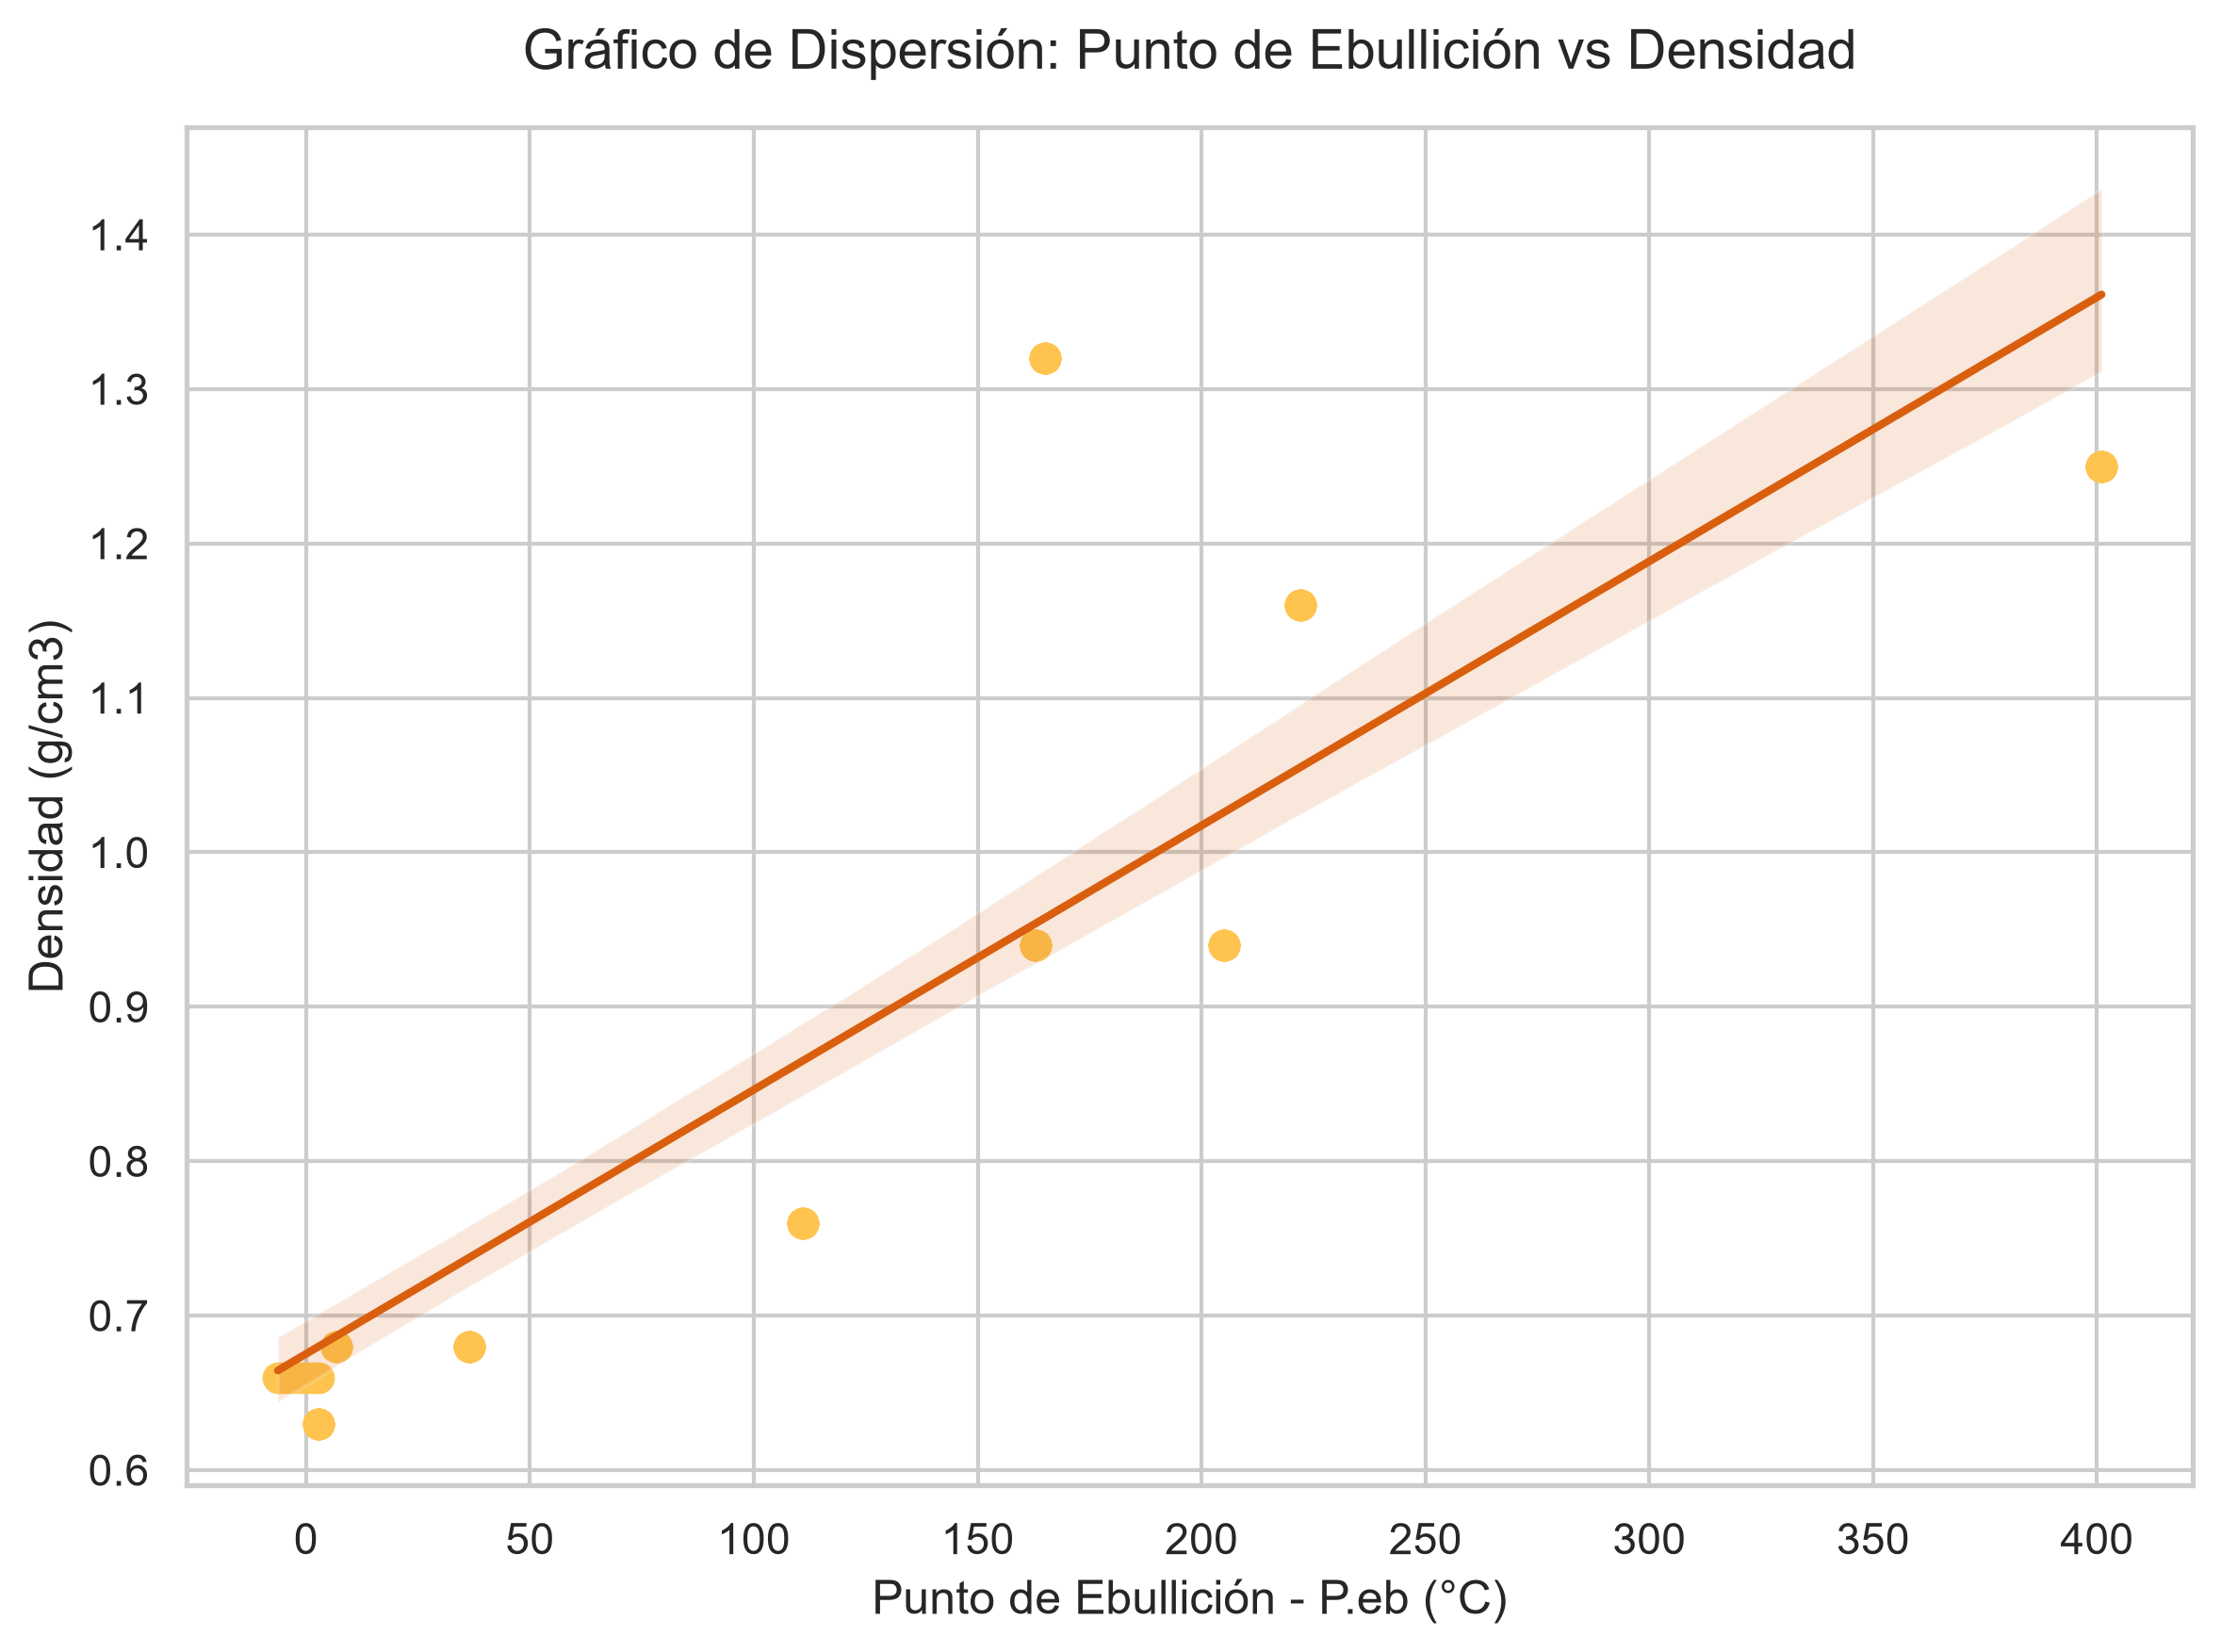 Gráfico de Dispersión: Punto de Ebullición vs Densidad
Densidad (g/cm3)
1.4
1.3
1.2
1.1
1.0
0.9
0.8
0.7
0.6
0 50 100 150 200 250 300 350 400
Punto de Ebullición - P.eb (°C)